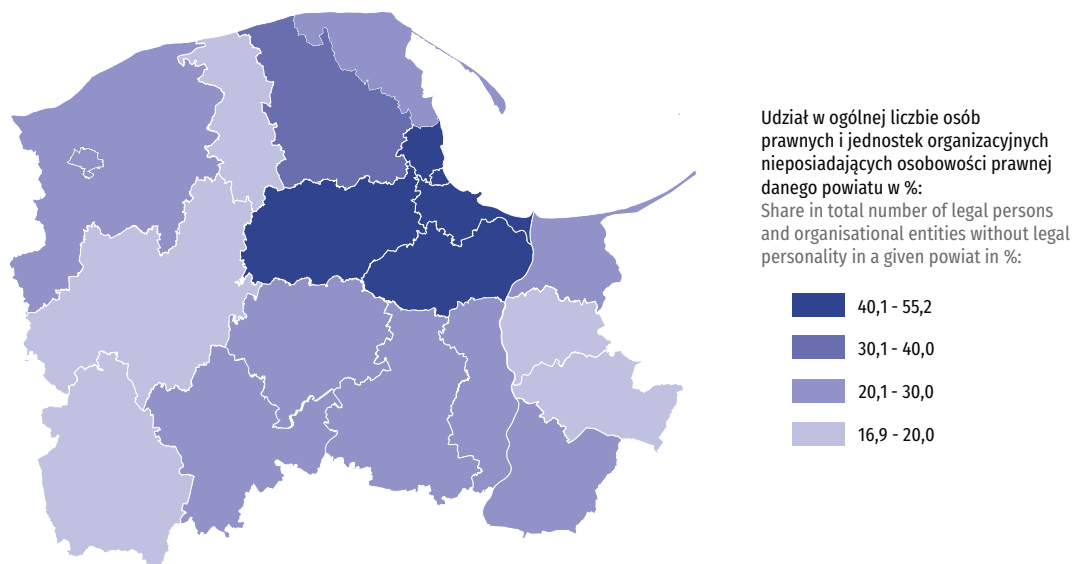 Udział w ogólnej liczbie osób
prawnych i jednostek organizacyjnych
nieposiadających osobowości prawnej
danego powiatu w %:
Share in total number of legal persons
and organisational entities without legal
personality in a given powiat in %:
40,1 - 55,2
30,1 - 40,0
20,1 - 30,0
16,9 - 20,0